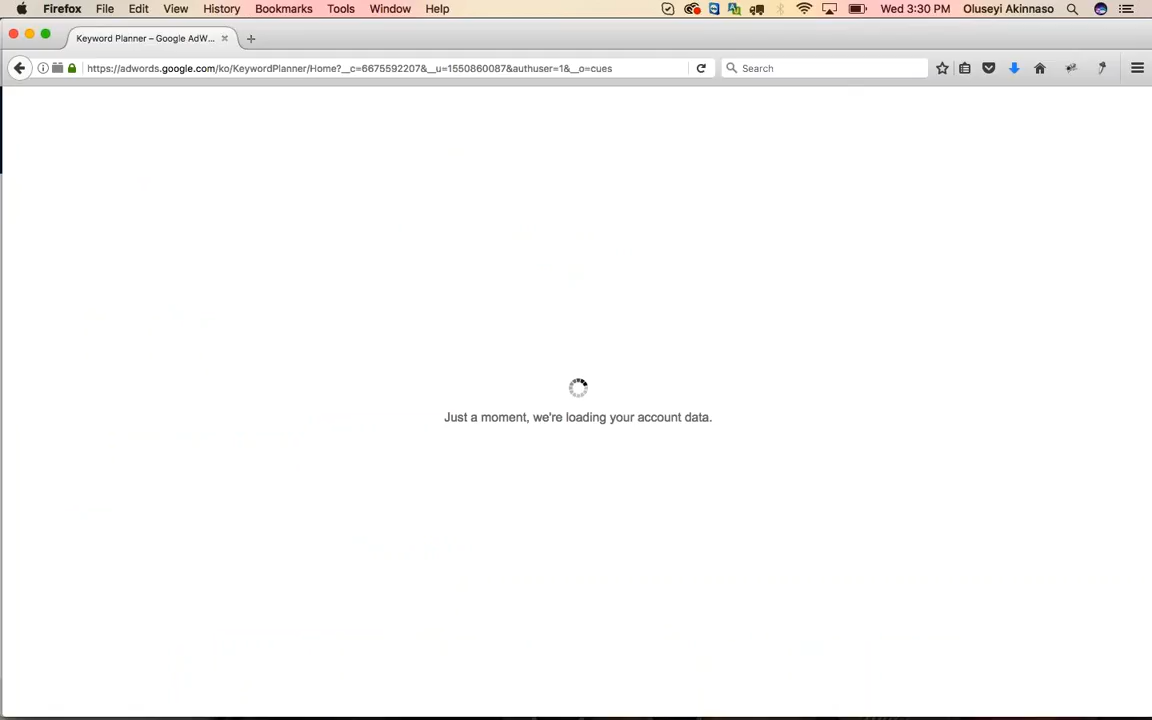 Firefox File Edit View History Bookmarks Tools Window Help Wed 3:30 PM Oluseyi Akinnaso
Keyword Planner – Google AdW...
https://adwords.google.com/ko/KeywordPlanner/Home?__c=6675592207&__u=1550860087&authuser=1&__o=cues Search
Just a moment, we're loading your account data.